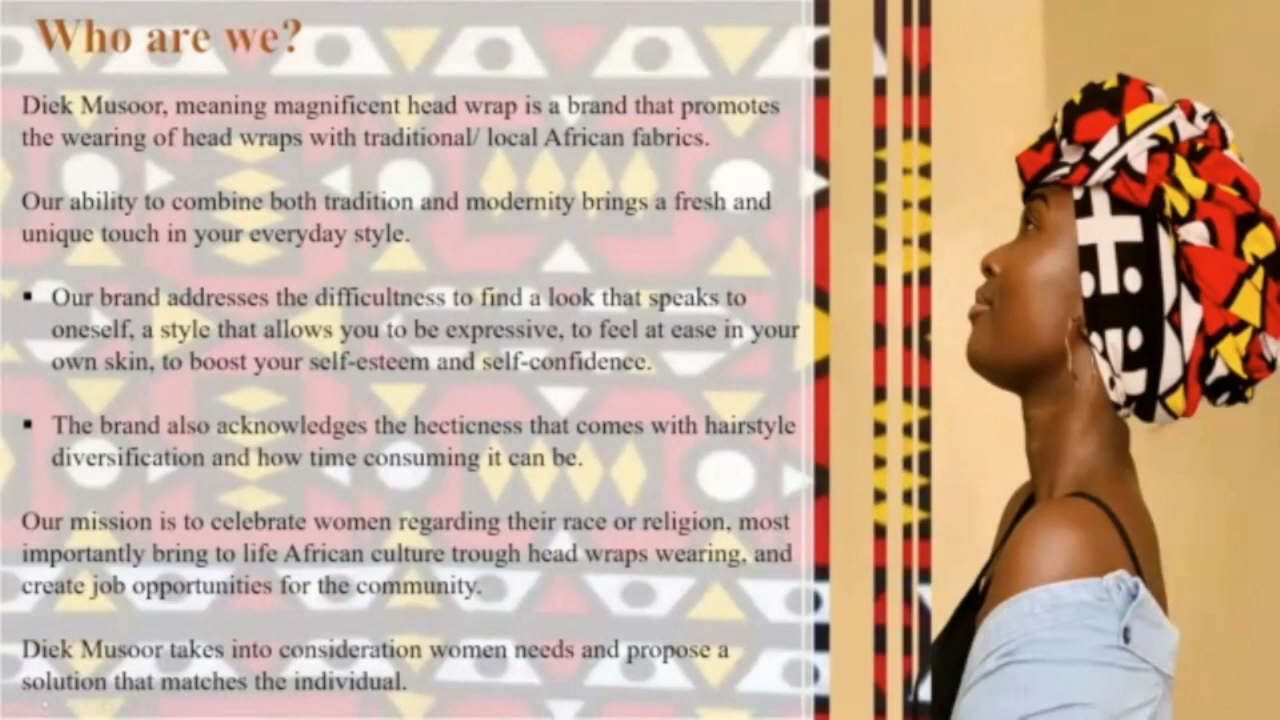 Who are we?
Diek Musoor, meaning magnificent head wrap is a brand that promotes
the wearing of head wraps with traditional/ local African fabrics.
Our ability to combine both tradition and modernity brings a fresh and
unique touch in your everyday style.
▪ Our brand addresses the difficultness to find a look that speaks to
oneself, a style that allows you to be expressive, to feel at ease in your
own skin, to boost your self-esteem and self-confidence.
▪ The brand also acknowledges the hecticness that comes with hairstyle
diversification and how time consuming it can be.
Our mission is to celebrate women regarding their race or religion, most
importantly bring to life African culture trough head wraps wearing, and
create job opportunities for the community.
Diek Musoor takes into consideration women needs and propose a
solution that matches the individual.